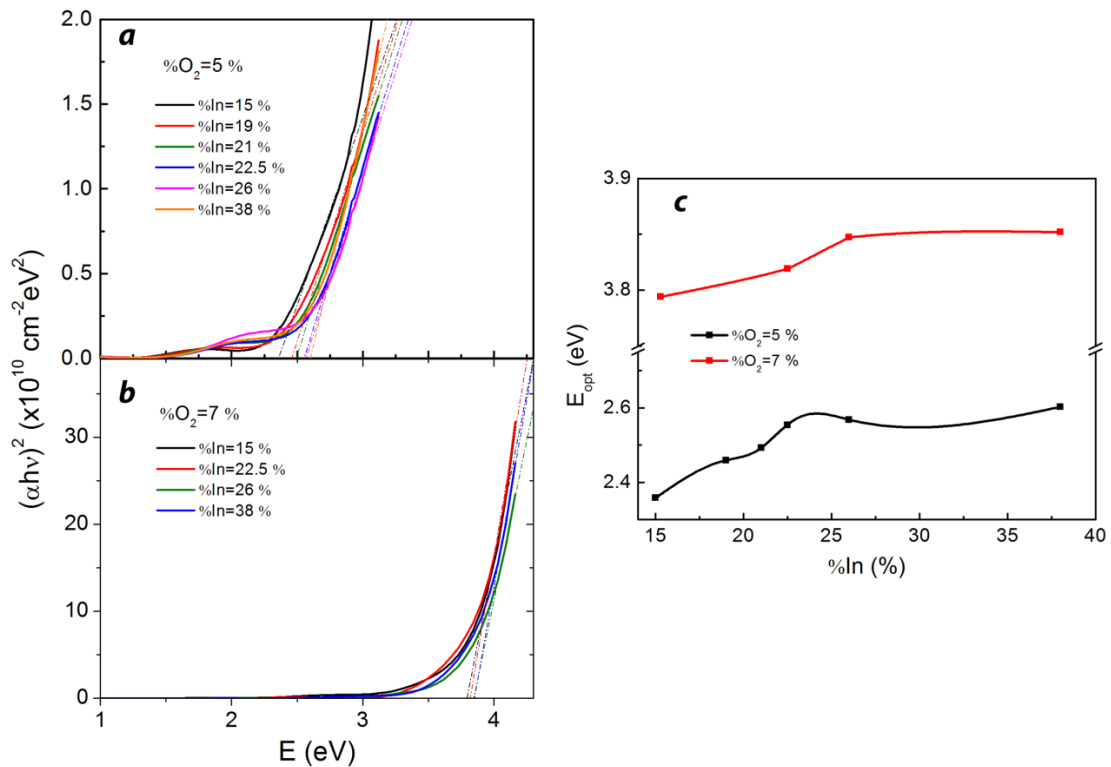 a
%O₂=5 %
%In=15 %
%In=19 %
%In=21 %
%In=22.5 %
%In=26 %
%In=38 %
2.0
1.5
1.0
0.5
0.0
b
%O₂=7 %
%In=15 %
%In=22.5 %
%In=26 %
%In=38 %
30
20
10
0
1 2 3 4
E (eV)
(αhν)² (x10¹⁰ cm⁻²eV²)
c
3.9
3.8
2.6
2.4
%O₂=5 %
%O₂=7 %
15 20 25 30 35 40
%In (%)
E_opt (eV)